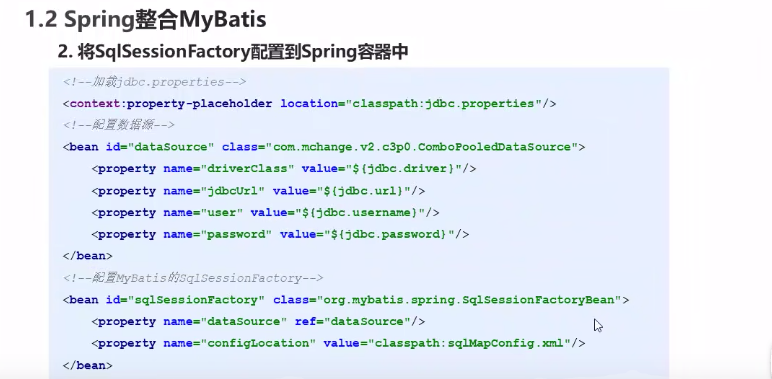 1.2 Spring整合MyBatis
2. 将SqlSessionFactory配置到Spring容器中
<!--加载jdbc.properties-->
<context:property-placeholder location="classpath:jdbc.properties"/>
<!--配置数据源-->
<bean id="dataSource" class="com.mchange.v2.c3p0.ComboPooledDataSource">
<property name="driverClass" value="${jdbc.driver}"/>
<property name="jdbcUrl" value="${jdbc.url}"/>
<property name="user" value="${jdbc.username}"/>
<property name="password" value="${jdbc.password}"/>
</bean>
<!--配置MyBatis的SqlSessionFactory-->
<bean id="sqlSessionFactory" class="org.mybatis.spring.SqlSessionFactoryBean">
<property name="dataSource" ref="dataSource"/>
<property name="configLocation" value="classpath:sqlMapConfig.xml"/>
</bean>